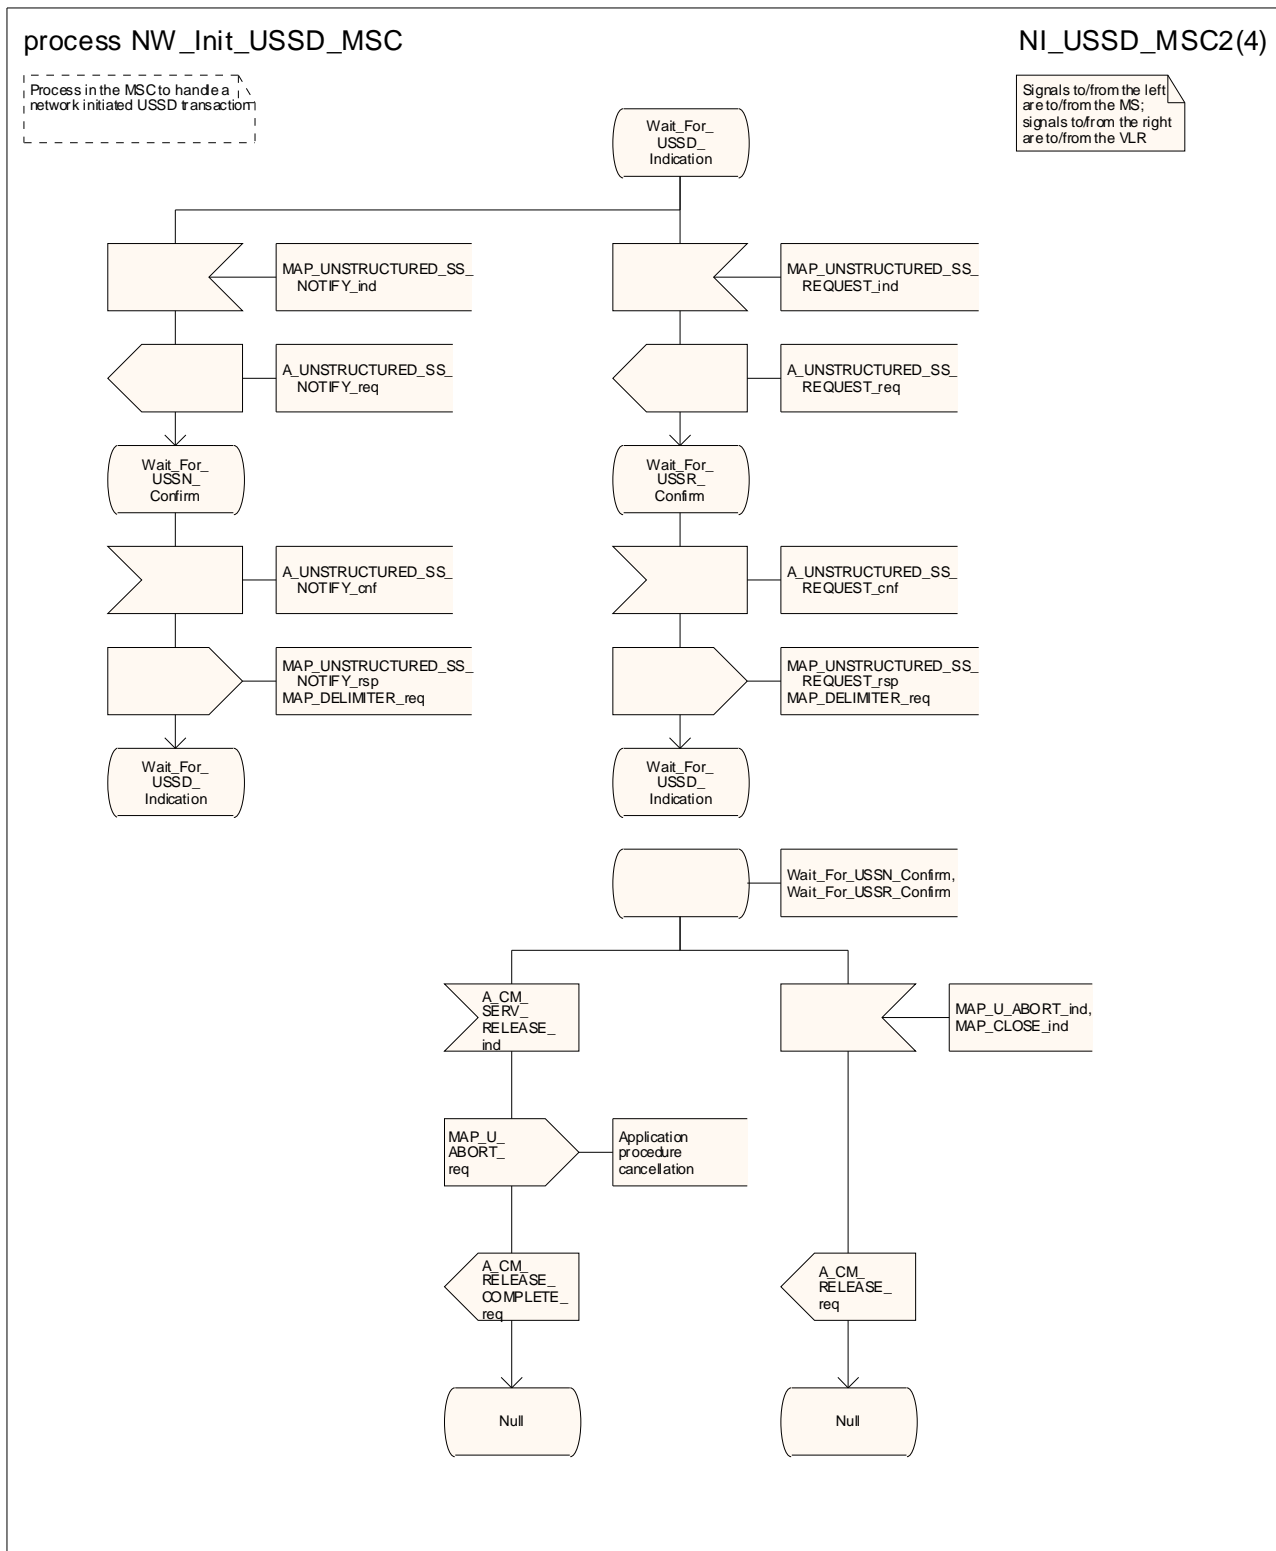 process NW_Init_USSD_MSC
NI_USSD_MSC2(4)
Process in the MSC to handle a
network initiated USSD transaction
Signals to/from the left
are to/from the MS;
signals to/from the right
are to/from the VLR
Wait_For_
USSD_
Indication
MAP_UNSTRUCTURED_SS_
NOTIFY_ind
MAP_UNSTRUCTURED_SS_
REQUEST_ind
A_UNSTRUCTURED_SS_
NOTIFY_req
A_UNSTRUCTURED_SS_
REQUEST_req
Wait_For_
USSN_
Confirm
Wait_For_
USSR_
Confirm
A_UNSTRUCTURED_SS_
NOTIFY_cnf
A_UNSTRUCTURED_SS_
REQUEST_cnf
MAP_UNSTRUCTURED_SS_
NOTIFY_rsp
MAP_DELIMITER_req
MAP_UNSTRUCTURED_SS_
REQUEST_rsp
MAP_DELIMITER_req
Wait_For_
USSD_
Indication
Wait_For_
USSD_
Indication
Wait_For_USSN_Confirm,
Wait_For_USSR_Confirm
A_CM_
SERV_
RELEASE_
ind
MAP_U_ABORT_ind,
MAP_CLOSE_ind
MAP_U_
ABORT_
req
Application
procedure
cancellation
A_CM_
RELEASE_
COMPLETE_
req
A_CM_
RELEASE_
req
Null
Null